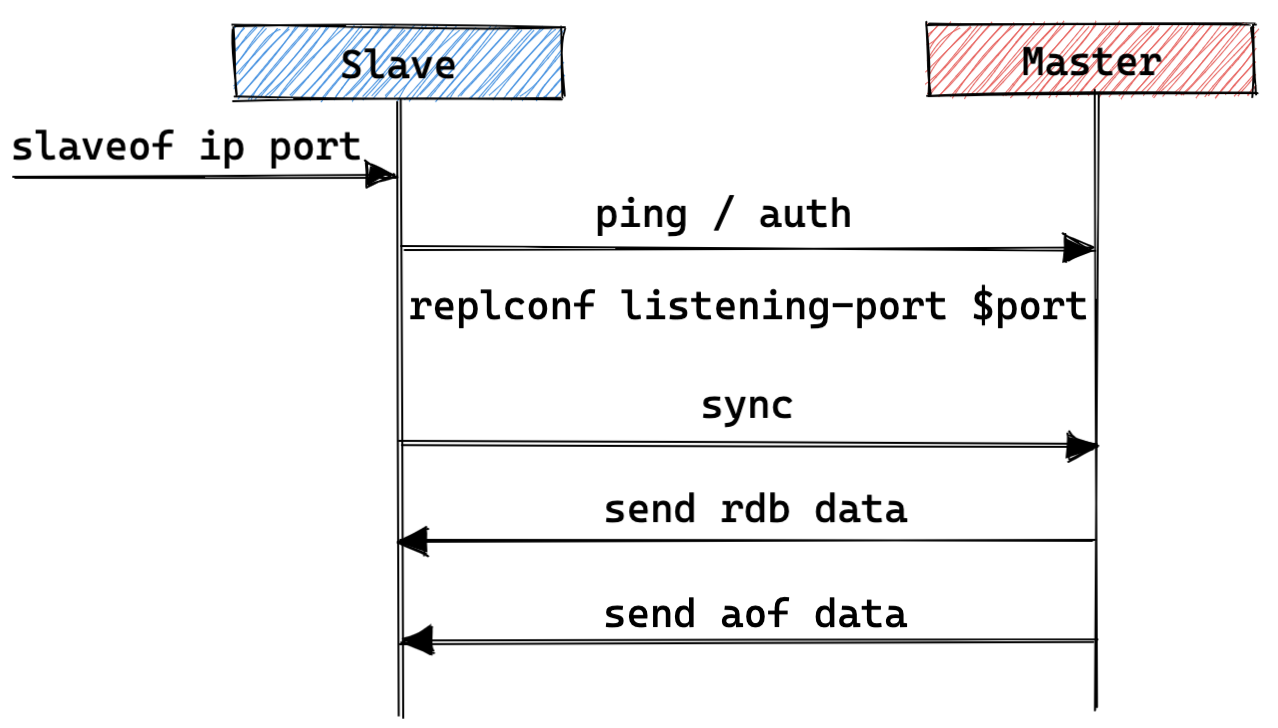 Slave
Master
slaveof ip port
ping / auth
replconf listening-port $port
sync
send rdb data
send aof data